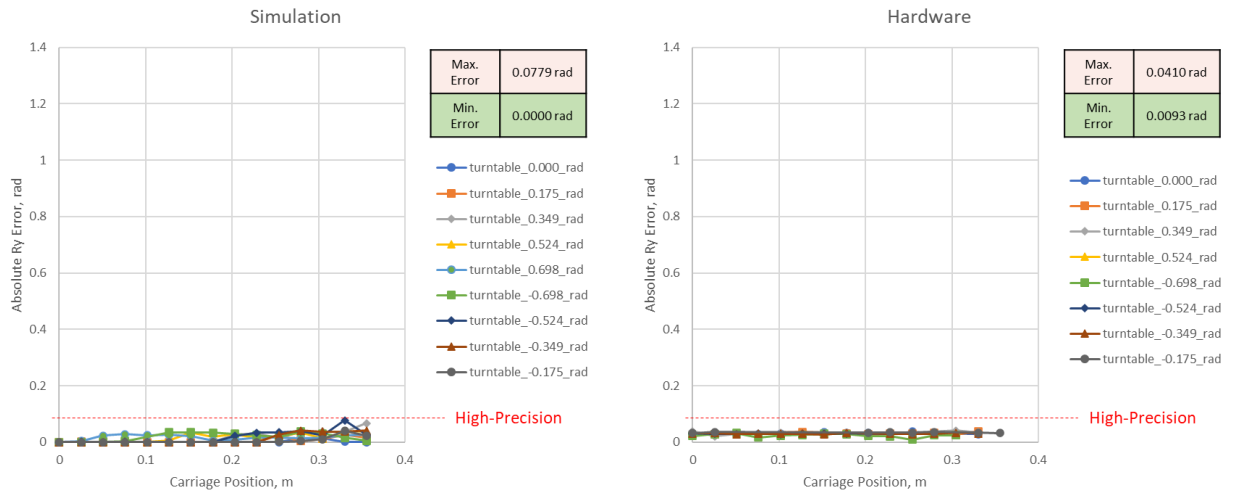 Simulation
1.4
1.2
1
0.8
0.6
0.4
0.2
0
0
0.1
0.2
0.3
0.4
Absolute Ry Error, rad
Carriage Position, m
Max. Error
0.0779 rad
Min. Error
0.0000 rad
turntable_0.000_rad
turntable_0.175_rad
turntable_0.349_rad
turntable_0.524_rad
turntable_0.698_rad
turntable_-0.698_rad
turntable_-0.524_rad
turntable_-0.349_rad
turntable_-0.175_rad
High-Precision
Hardware
1.4
1.2
1
0.8
0.6
0.4
0.2
0
0
0.1
0.2
0.3
0.4
Absolute Ry Error, rad
Carriage Position, m
Max. Error
0.0410 rad
Min. Error
0.0093 rad
turntable_0.000_rad
turntable_0.175_rad
turntable_0.349_rad
turntable_0.524_rad
turntable_-0.698_rad
turntable_-0.524_rad
turntable_-0.349_rad
turntable_-0.175_rad
High-Precision